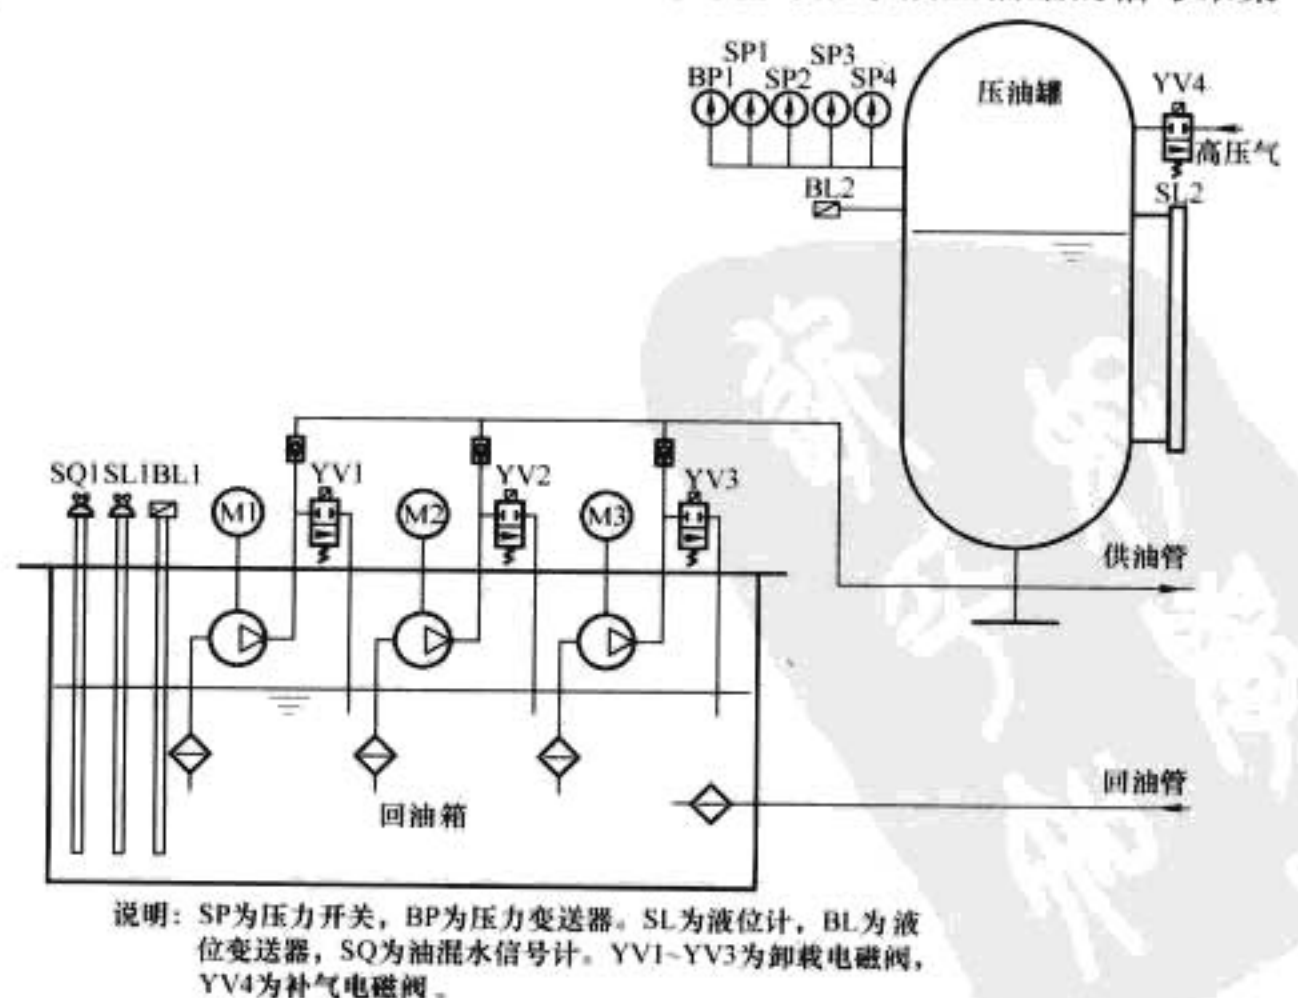 SP1 SP3
BP1 SP2 SP4
压油罐
YV4
高压气
BL2
SL2
SQ1 SL1 BL1
YV1 YV2 YV3
M1 M2 M3
供油管
回油管
回油箱
说明：SP为压力开关，BP为压力变送器。SL为液位计，BL为液
位变送器，SQ为油混水信号计。YV1~YV3为卸载电磁阀，
YV4为补气电磁阀。